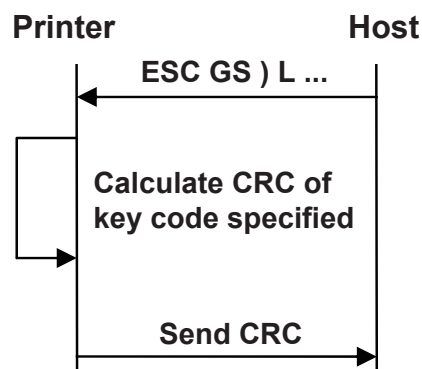 Printer Host
ESC GS ) L ...
Calculate CRC of
key code specified
Send CRC